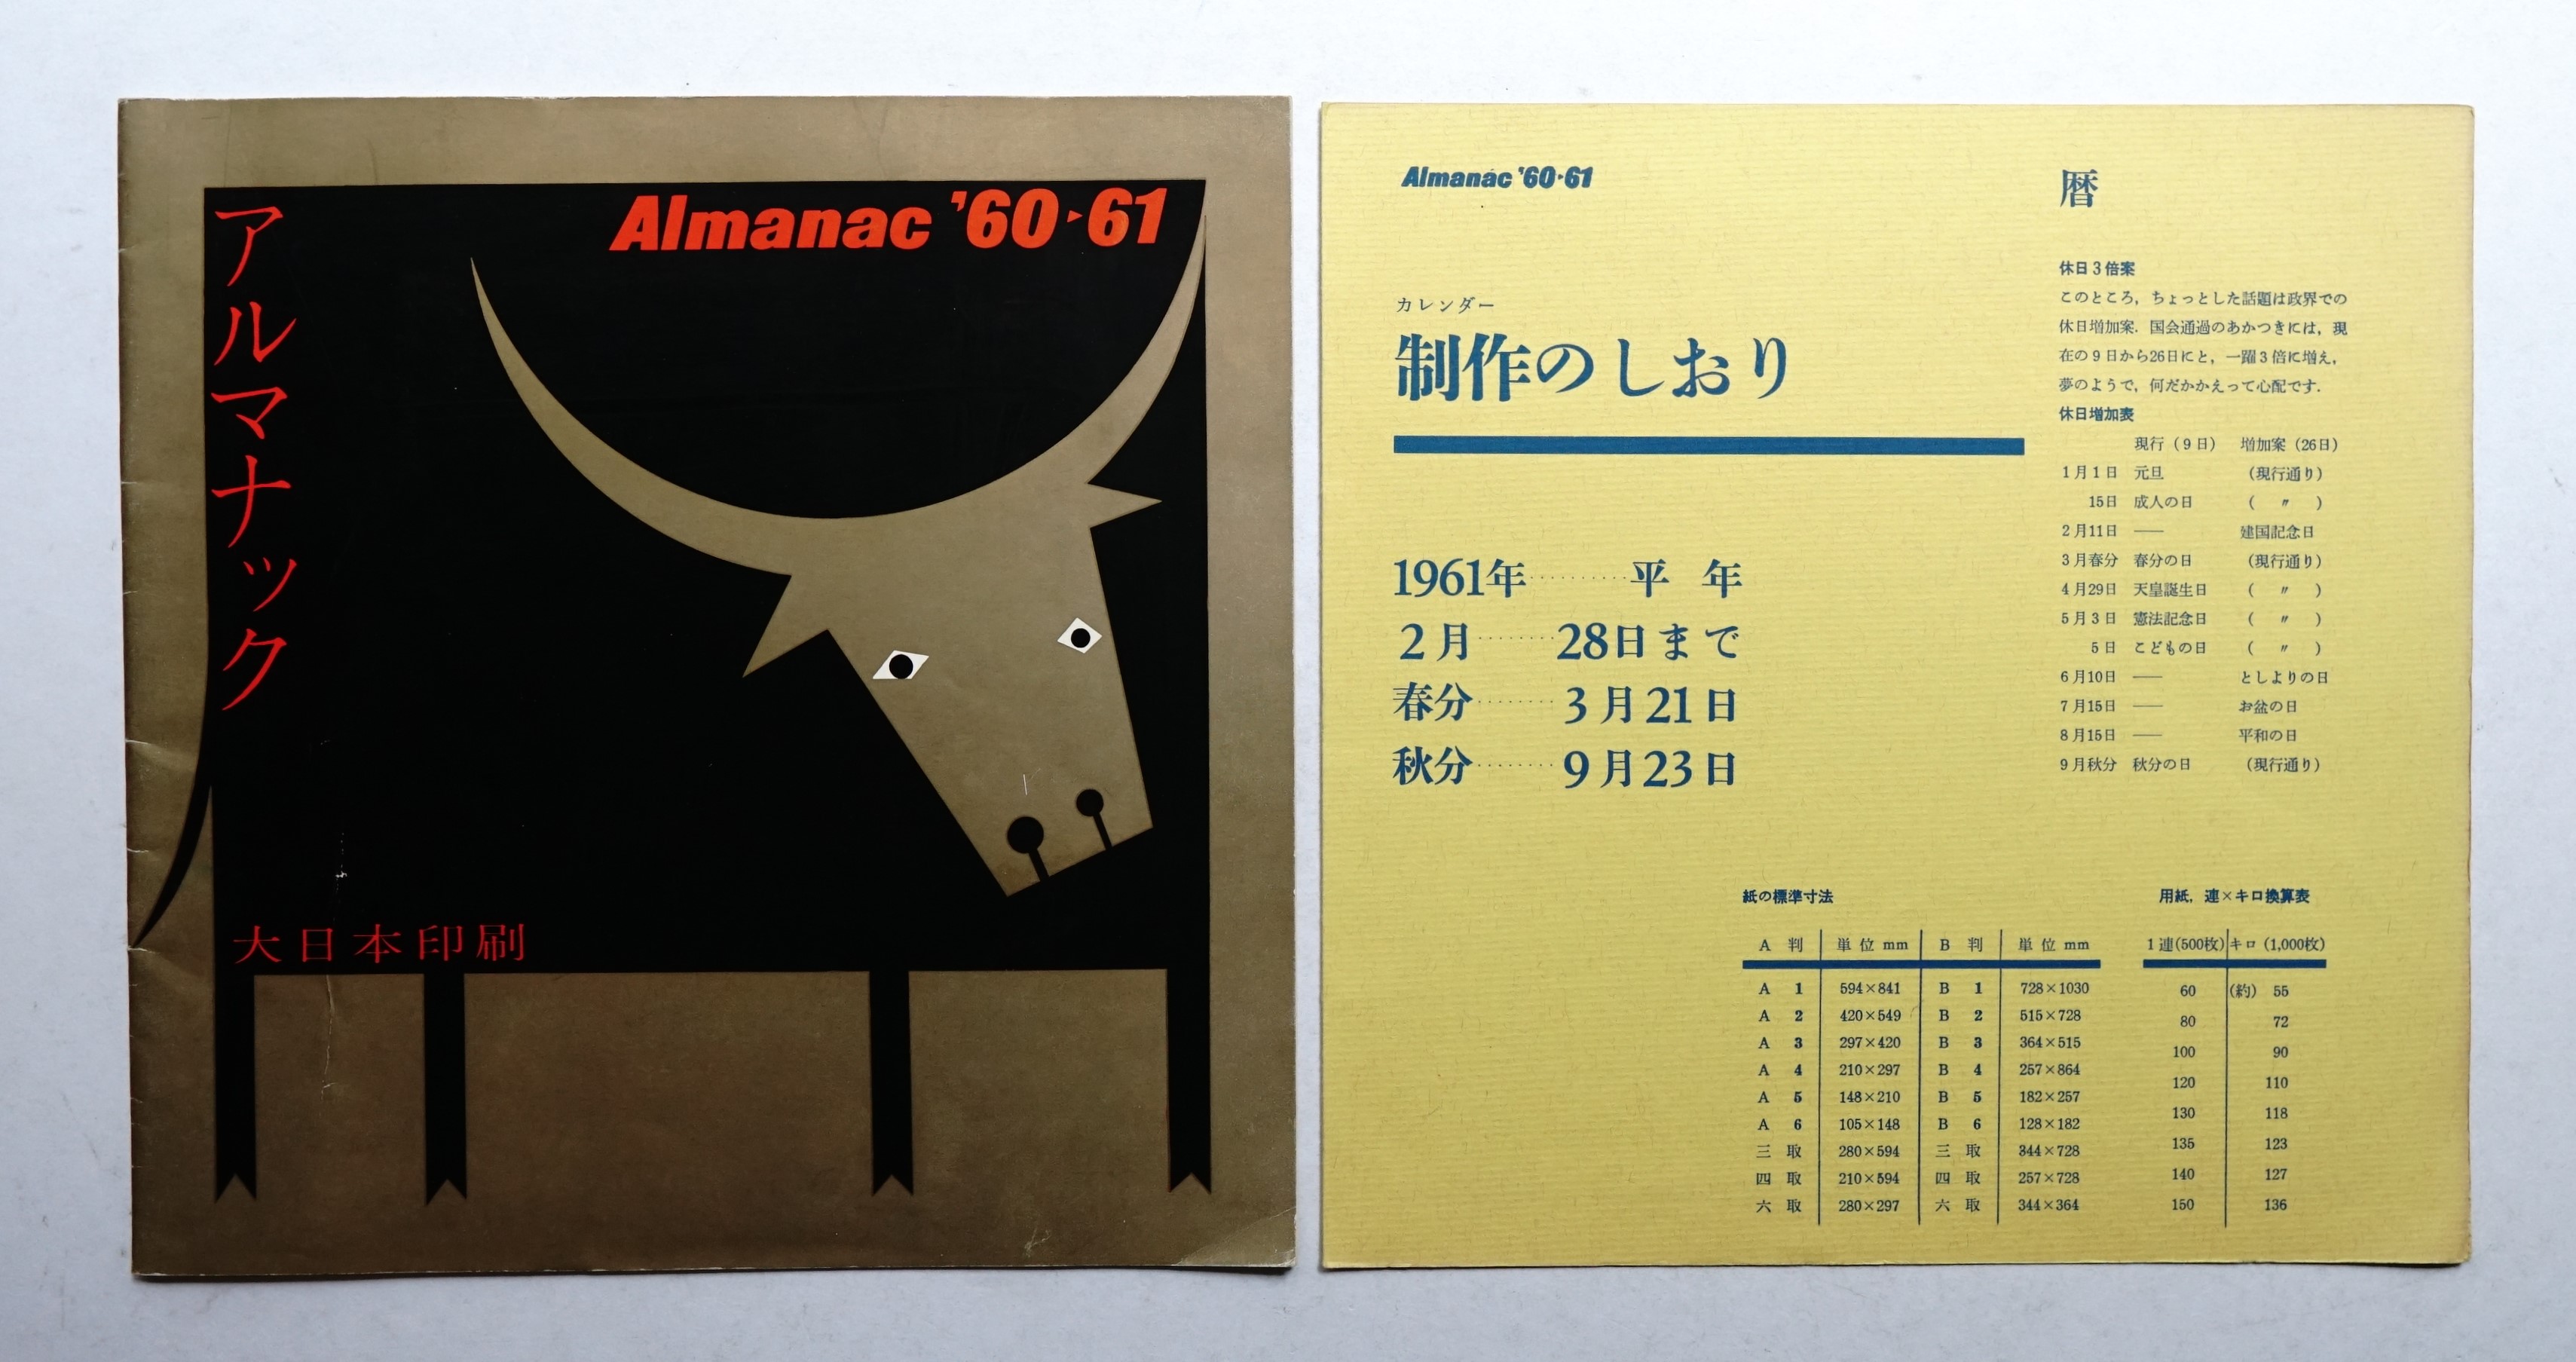 Almanac '60▸61
アルマナック
大日本印刷
Almanac '60▸61
カレンダー
制作のしおり
1961年··········平 年
2月········28日まで
春分········3月21日
秋分········9月23日
暦
休日3倍案
このところ，ちょっとした話題は政界での
休日増加案．国会通過のあかつきには，現
在の9日から26日にと，一躍3倍に増え，
夢のようで，何だかかえって心配です．
休日増加表
現行（9日） 増加案（26日）
1月1日 元旦 （現行通り）
15日 成人の日 （ 〃 ）
2月11日 —— 建国記念日
3月春分 春分の日 （現行通り）
4月29日 天皇誕生日 （ 〃 ）
5月3日 憲法記念日 （ 〃 ）
5日 こどもの日 （ 〃 ）
6月10日 —— としよりの日
7月15日 —— お盆の日
8月15日 —— 平和の日
9月秋分 秋分の日 （現行通り）
紙の標準寸法
A 判 単位 mm B 判 単位 mm
A 1 594×841 B 1 728×1030
A 2 420×549 B 2 515×728
A 3 297×420 B 3 364×515
A 4 210×297 B 4 257×864
A 5 148×210 B 5 182×257
A 6 105×148 B 6 128×182
三 取 280×594 三 取 344×728
四 取 210×594 四 取 257×728
六 取 280×297 六 取 344×364
用紙，連×キロ換算表
1連(500枚) キロ (1,000枚)
60 (約) 55
80 72
100 90
120 110
130 118
135 123
140 127
150 136